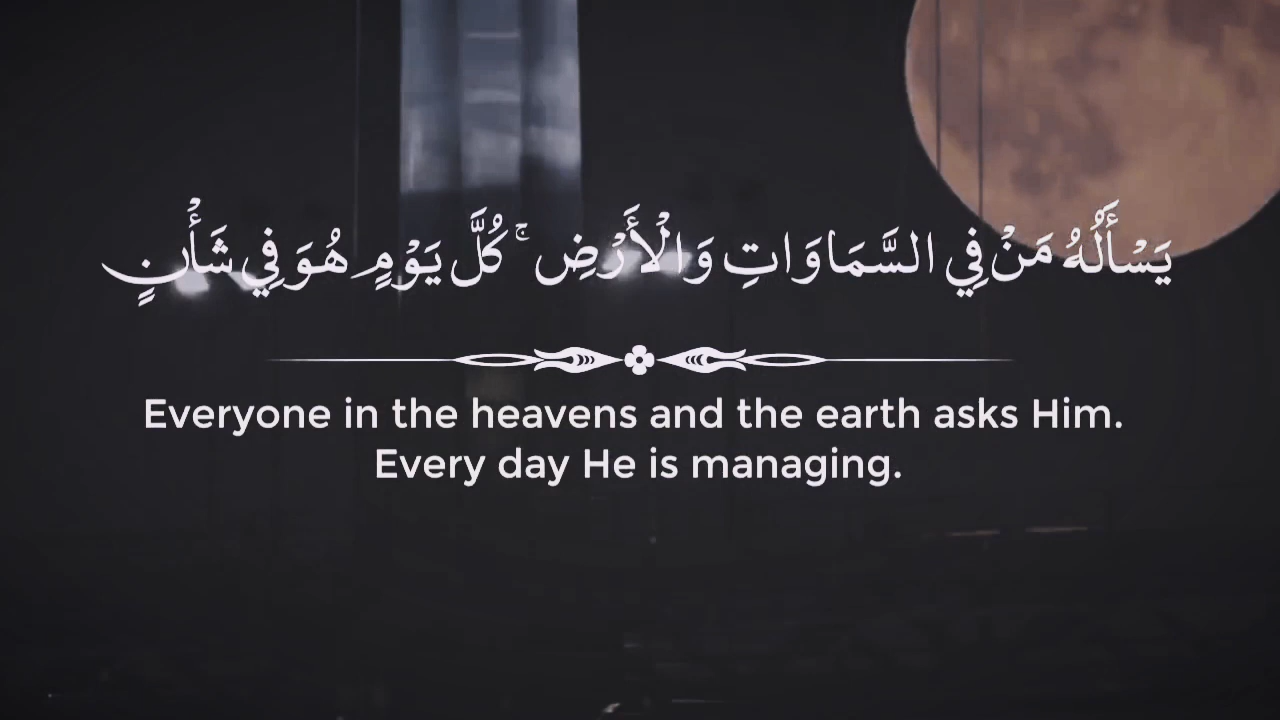 يَسْأَلُهُ مَنْ فِي السَّمَاوَاتِ وَالْأَرْضِ ۚ كُلَّ يَوْمٍ هُوَ فِي شَأْنٍ
Everyone in the heavens and the earth asks Him.
Every day He is managing.